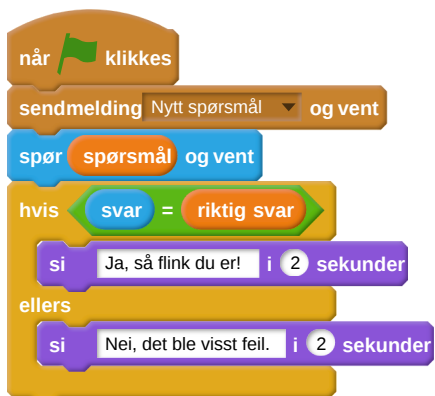 når klikkes
sendmelding Nytt spørsmål og vent
spør spørsmål og vent
hvis svar = riktig svar
si Ja, så flink du er! i 2 sekunder
ellers
si Nei, det ble visst feil. i 2 sekunder